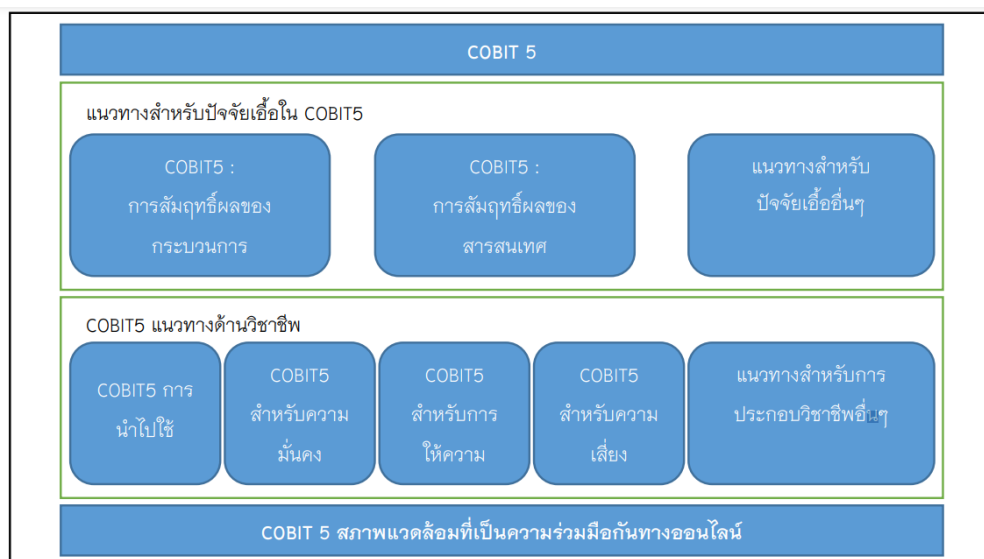 COBIT 5
แนวทางสำหรับปัจจัยเอื้อใน COBIT5
COBIT5 :
การสัมฤทธิ์ผลของ
กระบวนการ
COBIT5 :
การสัมฤทธิ์ผลของ
สารสนเทศ
แนวทางสำหรับ
ปัจจัยเอื้ออื่นๆ
COBIT5 แนวทางด้านวิชาชีพ
COBIT5 การ
นำไปใช้
COBIT5
สำหรับความ
มั่นคง
COBIT5
สำหรับการ
ให้ความ
COBIT5
สำหรับความ
เสี่ยง
แนวทางสำหรับการ
ประกอบวิชาชีพอื่นๆ
COBIT 5 สภาพแวดล้อมที่เป็นความร่วมมือกันทางออนไลน์